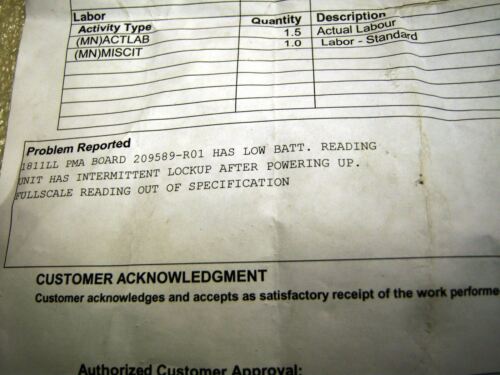 Labor
Activity Type Quantity Description
(MN)ACTLAB 1.5 Actual Labour
(MN)MISCIT 1.0 Labor - Standard
Problem Reported
1811LL PMA BOARD 209589-R01 HAS LOW BATT. READING
UNIT HAS INTERMITTENT LOCKUP AFTER POWERING UP.
FULLSCALE READING OUT OF SPECIFICATION
CUSTOMER ACKNOWLEDGMENT
Customer acknowledges and accepts as satisfactory receipt of the work performe
Authorized Customer Approval: